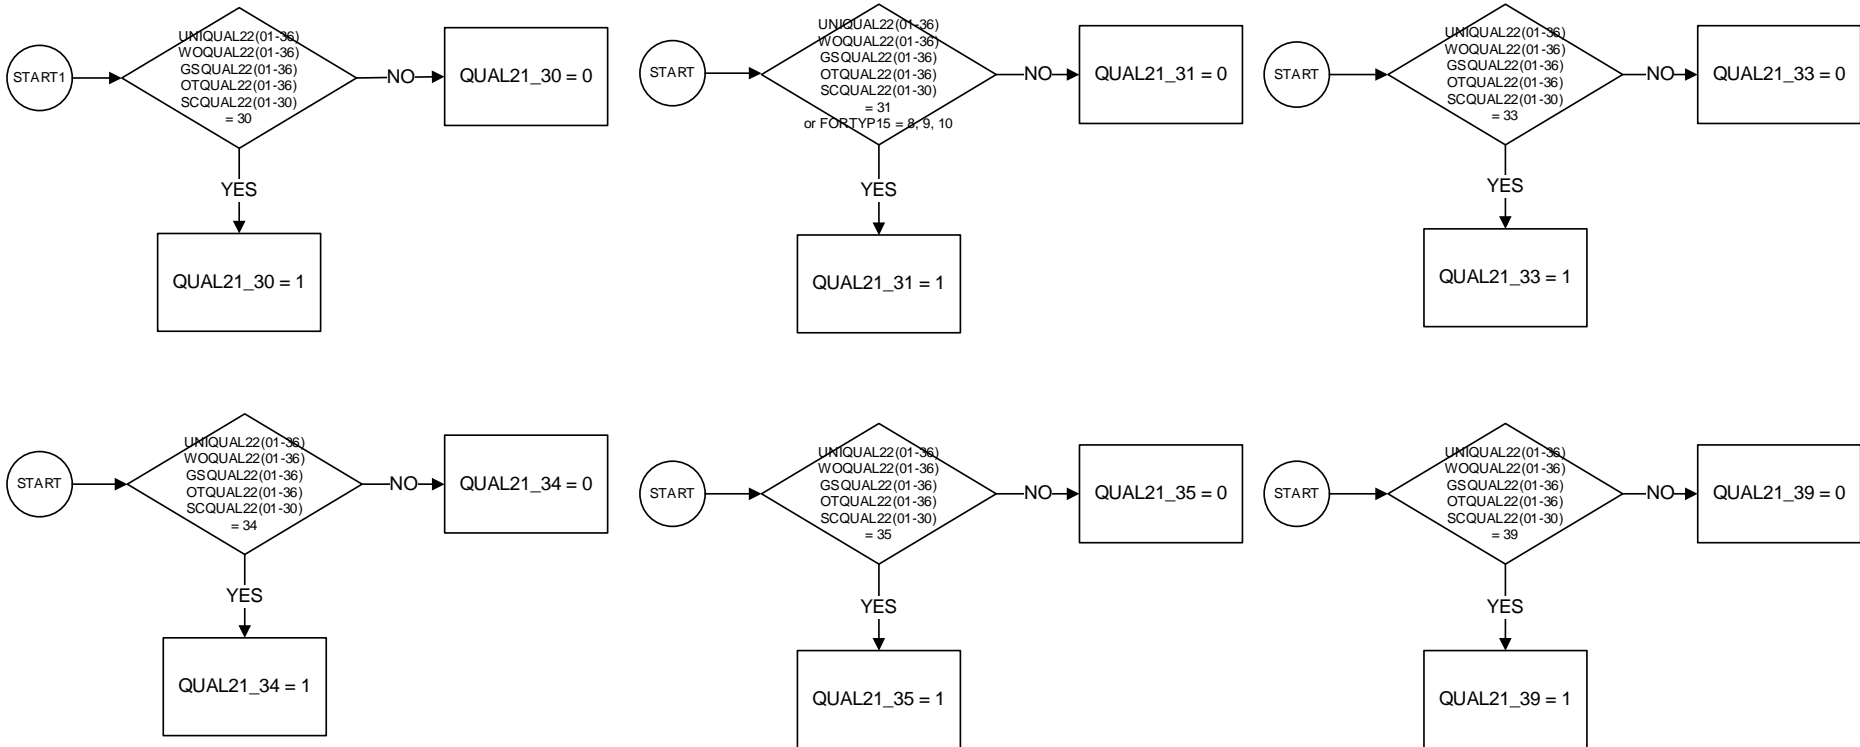 START1
UNIQUAL22(01-36)
WOQUAL22(01-36)
GSQUAL22(01-36)
OTQUAL22(01-36)
SCQUAL22(01-30)
= 30
NO
QUAL21_30 = 0
YES
QUAL21_30 = 1
START
UNIQUAL22(01-36)
WOQUAL22(01-36)
GSQUAL22(01-36)
OTQUAL22(01-36)
SCQUAL22(01-30)
= 31
or FORTYP15 = 8, 9, 10
NO
QUAL21_31 = 0
YES
QUAL21_31 = 1
START
UNIQUAL22(01-36)
WOQUAL22(01-36)
GSQUAL22(01-36)
OTQUAL22(01-36)
SCQUAL22(01-30)
= 33
NO
QUAL21_33 = 0
YES
QUAL21_33 = 1
START
UNIQUAL22(01-36)
WOQUAL22(01-36)
GSQUAL22(01-36)
OTQUAL22(01-36)
SCQUAL22(01-30)
= 34
NO
QUAL21_34 = 0
YES
QUAL21_34 = 1
START
UNIQUAL22(01-36)
WOQUAL22(01-36)
GSQUAL22(01-36)
OTQUAL22(01-36)
SCQUAL22(01-30)
= 35
NO
QUAL21_35 = 0
YES
QUAL21_35 = 1
START
UNIQUAL22(01-36)
WOQUAL22(01-36)
GSQUAL22(01-36)
OTQUAL22(01-36)
SCQUAL22(01-30)
= 39
NO
QUAL21_39 = 0
YES
QUAL21_39 = 1